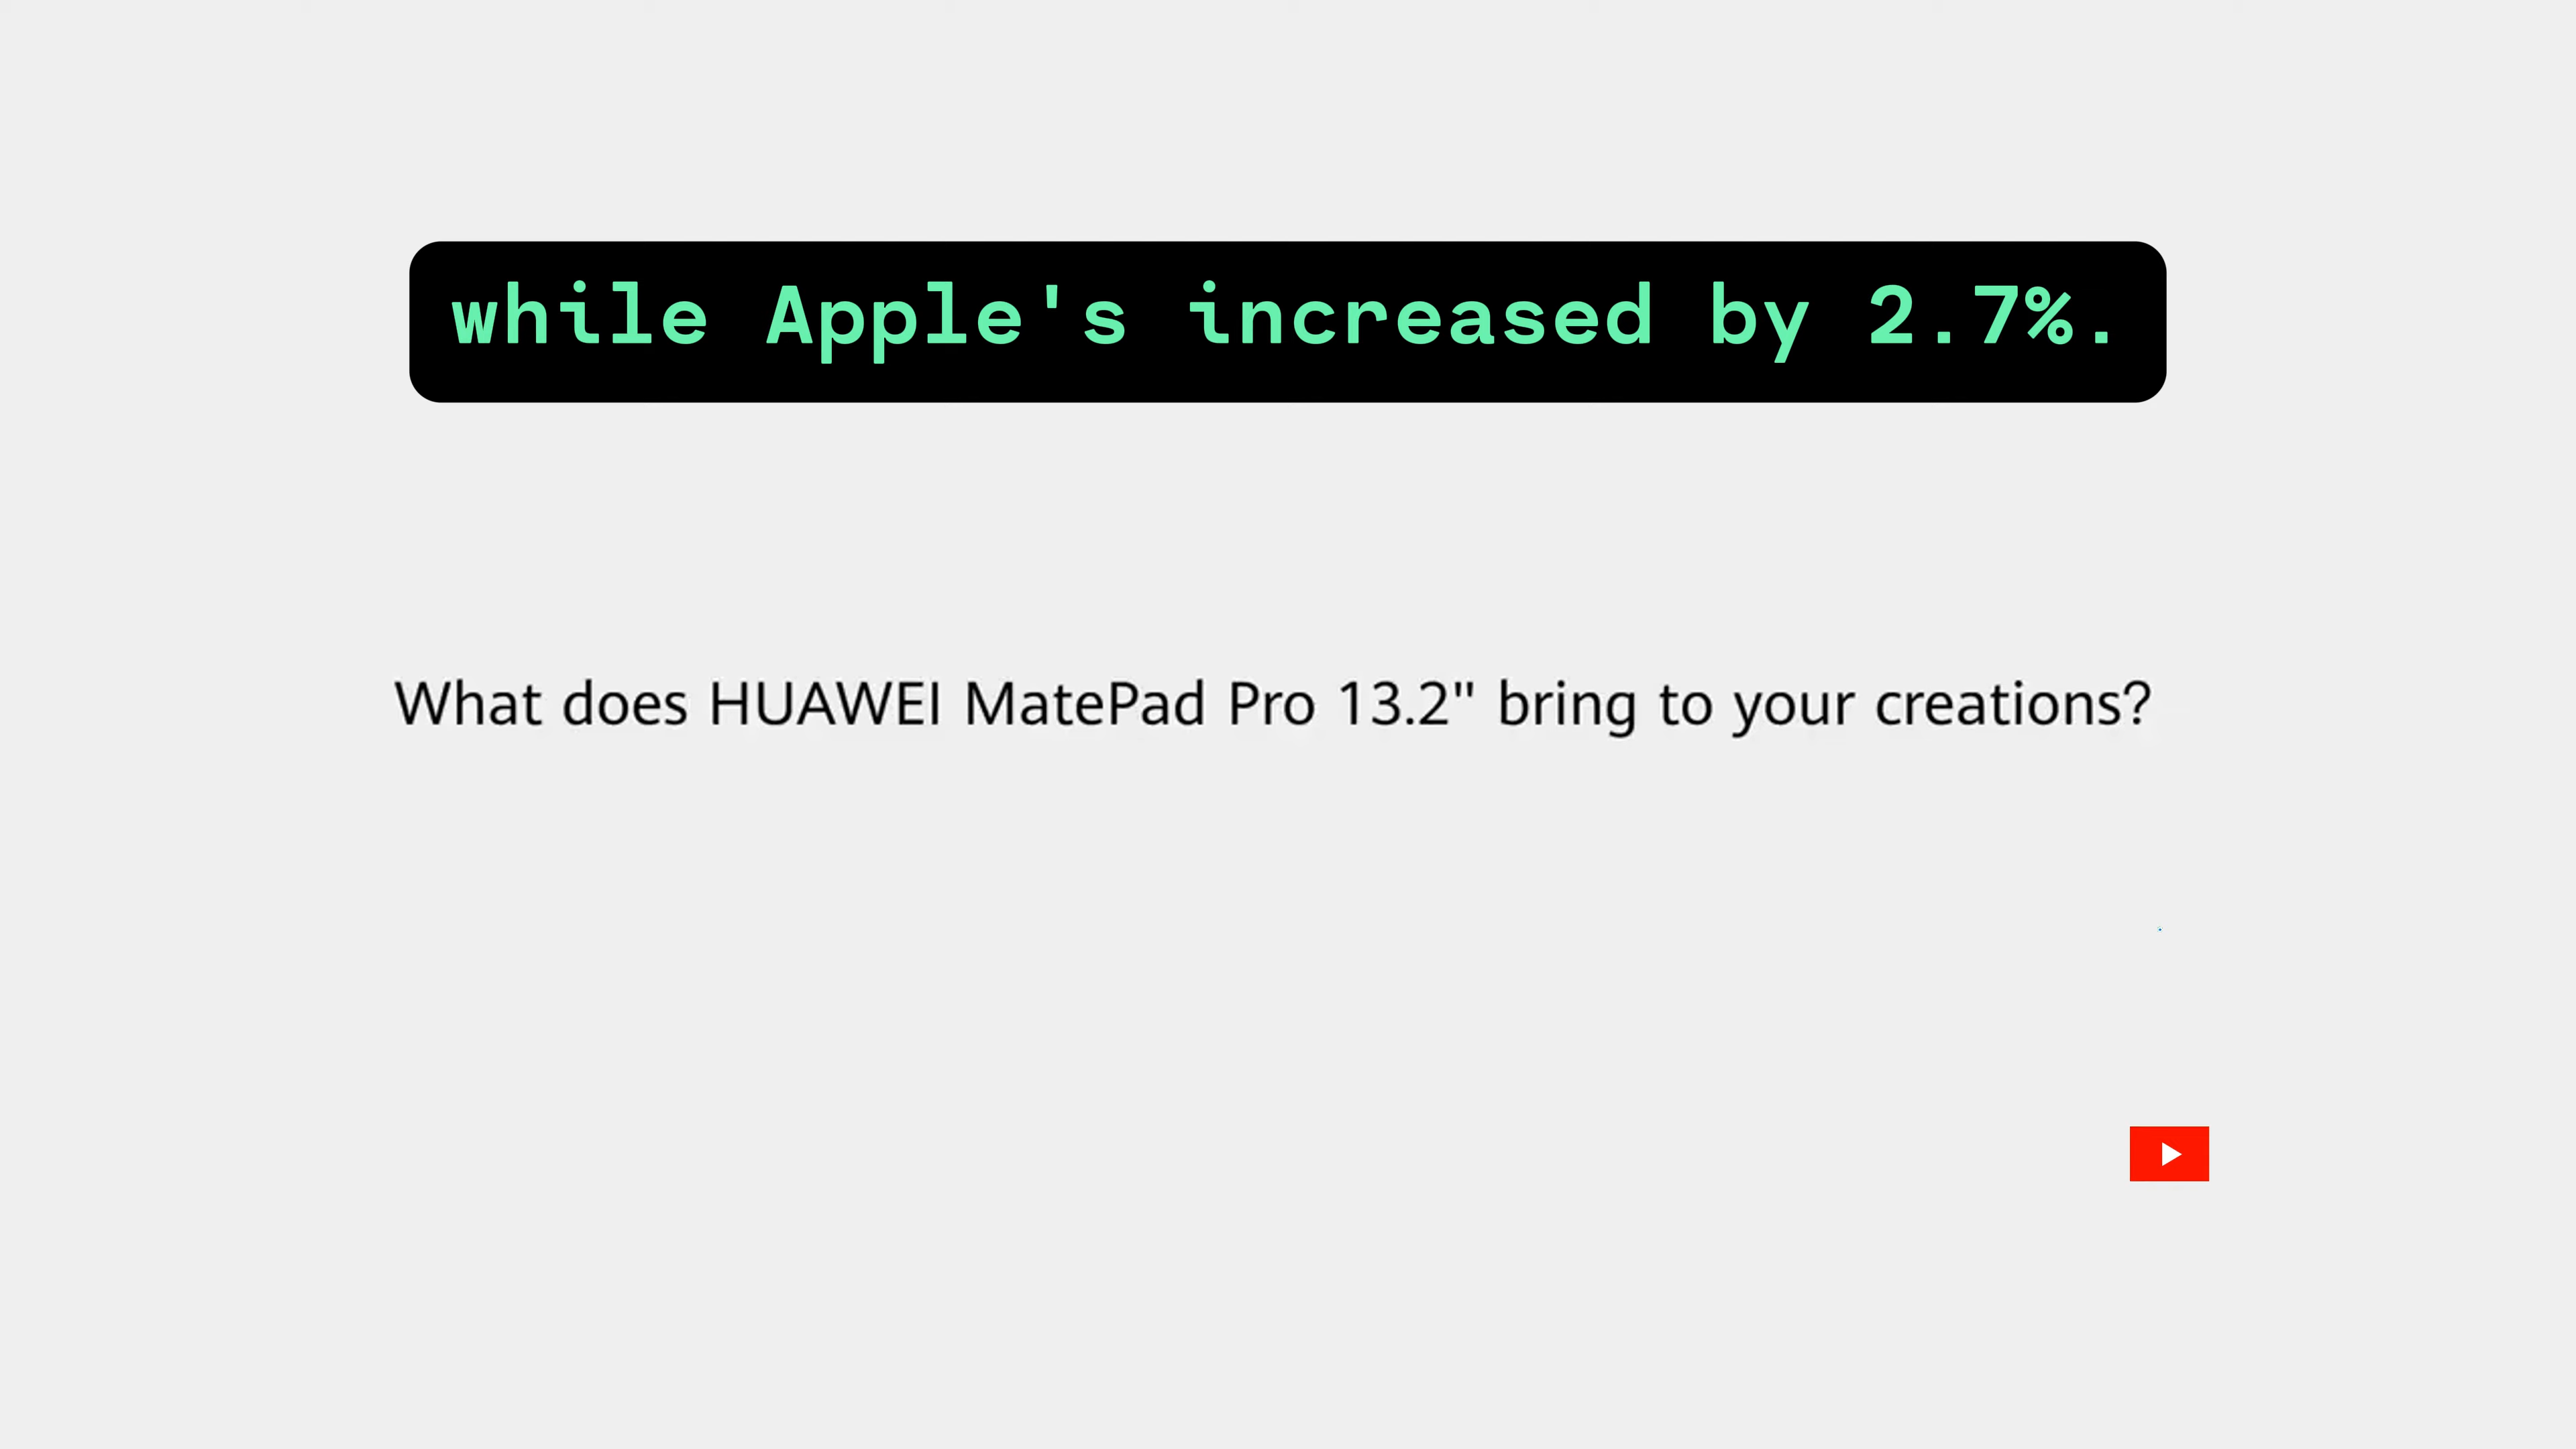 while Apple's increased by 2.7%.
What does HUAWEI MatePad Pro 13.2" bring to your creations?